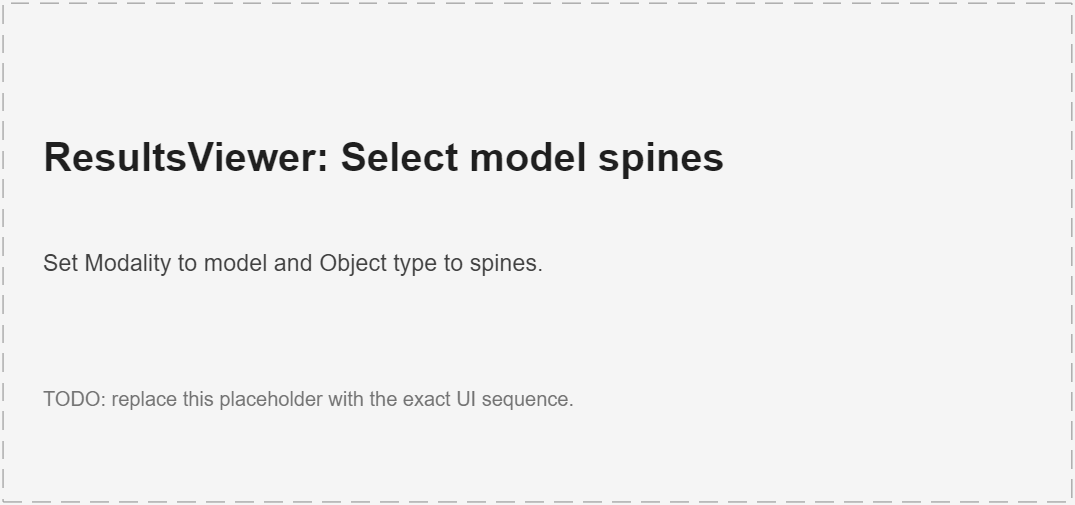 ResultsViewer: Select model spines
Set Modality to model and Object type to spines.
TODO: replace this placeholder with the exact UI sequence.